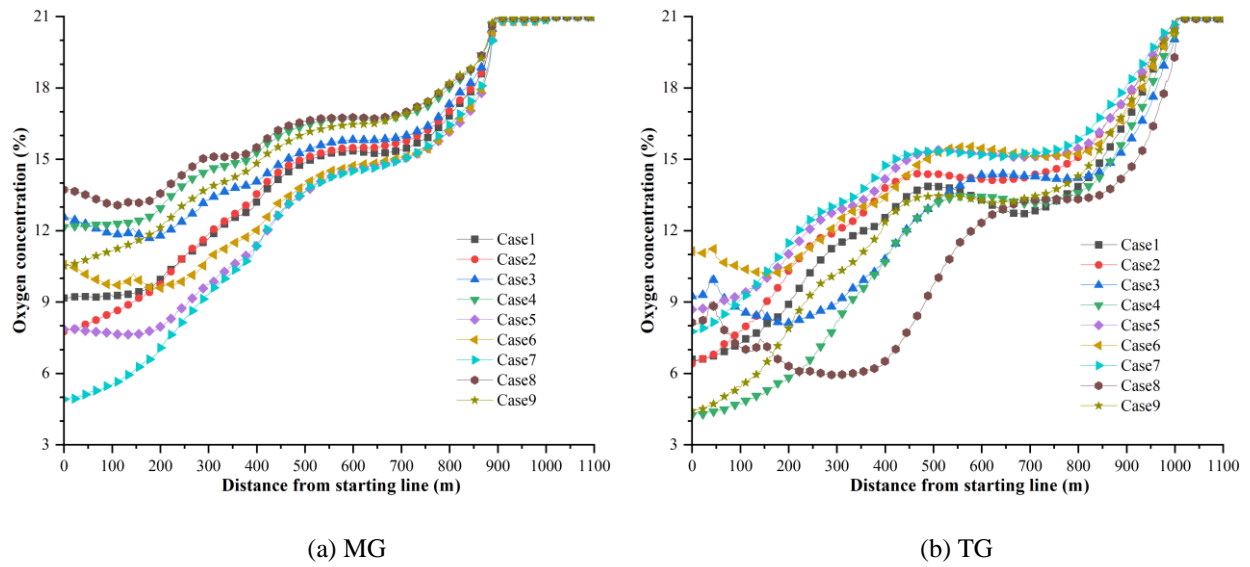 21
18
15
12
9
6
3
Oxygen concentration (%)
Case1
Case2
Case3
Case4
Case5
Case6
Case7
Case8
Case9
0 100 200 300 400 500 600 700 800 900 1000 1100
Distance from starting line (m)
(a) MG
21
18
15
12
9
6
3
Oxygen concentration (%)
Case1
Case2
Case3
Case4
Case5
Case6
Case7
Case8
Case9
0 100 200 300 400 500 600 700 800 900 1000 1100
Distance from starting line (m)
(b) TG